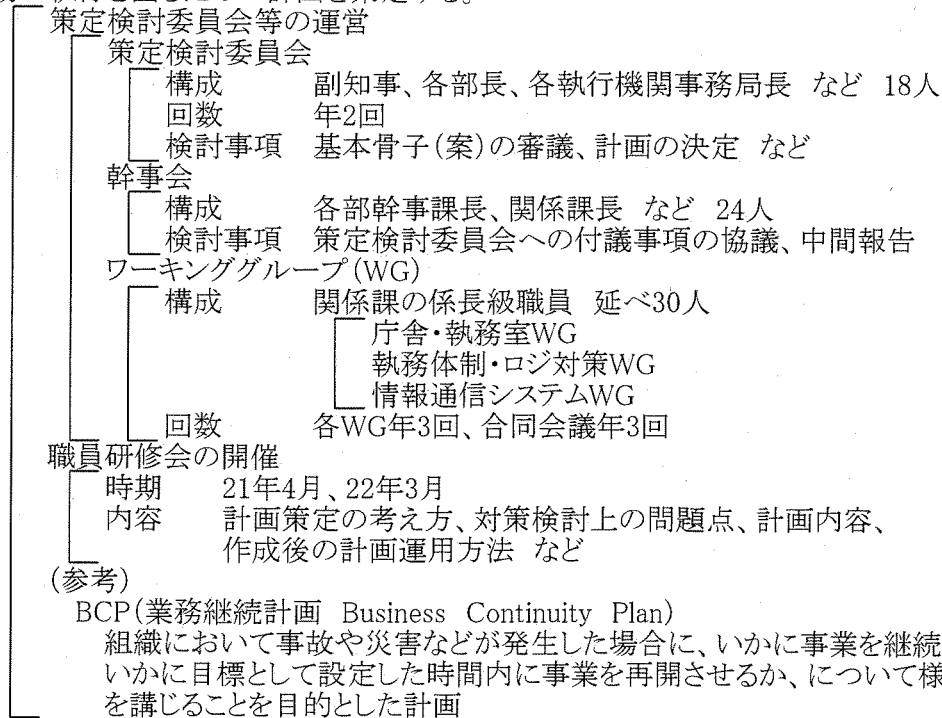 策定検討委員会等の運営
策定検討委員会
構成 副知事、各部長、各執行機関事務局長 など 18人
回数 年2回
検討事項 基本骨子(案)の審議、計画の決定 など
幹事会
構成 各部幹事課長、関係課長 など 24人
検討事項 策定検討委員会への付議事項の協議、中間報告
ワーキンググループ(WG)
構成 関係課の係長級職員 延べ30人
庁舎・執務室WG
執務体制・ロジ対策WG
情報通信システムWG
回数 各WG年3回、合同会議年3回
職員研修会の開催
時期 21年4月、22年3月
内容 計画策定の考え方、対策検討上の問題点、計画内容、
作成後の計画運用方法 など
(参考)
BCP(業務継続計画 Business Continuity Plan)
組織において事故や災害などが発生した場合に、いかに事業を継続
いかに目標として設定した時間内に事業を再開させるか、について様
を講じることを目的とした計画